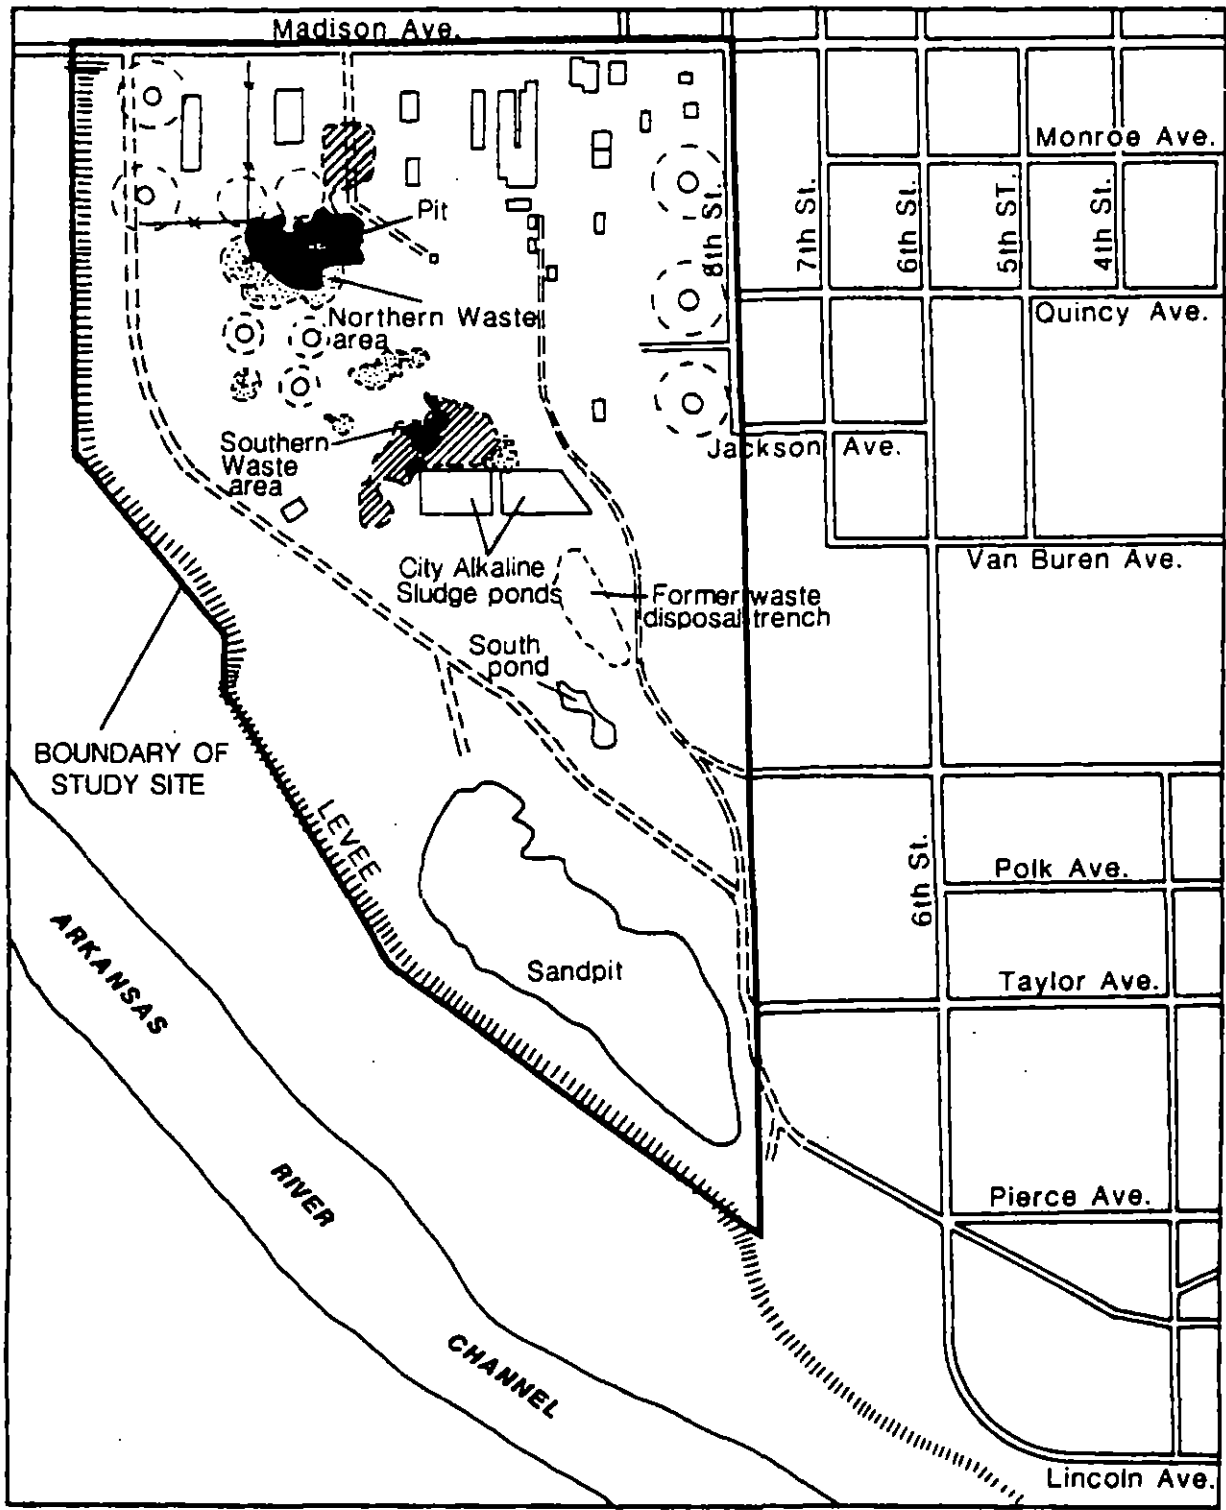 Madison Ave.
Monroe Ave.
8th St.
7th St.
6th St.
5th ST.
4th St.
Pit
Quincy Ave.
Northern Waste
area
Southern
Waste
area
Jackson Ave.
Van Buren Ave.
City Alkaline
Sludge ponds
Former waste
disposal trench
South
pond
BOUNDARY OF
STUDY SITE
LEVEE
6th St.
Polk Ave.
ARKANSAS
Sandpit
Taylor Ave.
RIVER
Pierce Ave.
CHANNEL
Lincoln Ave.